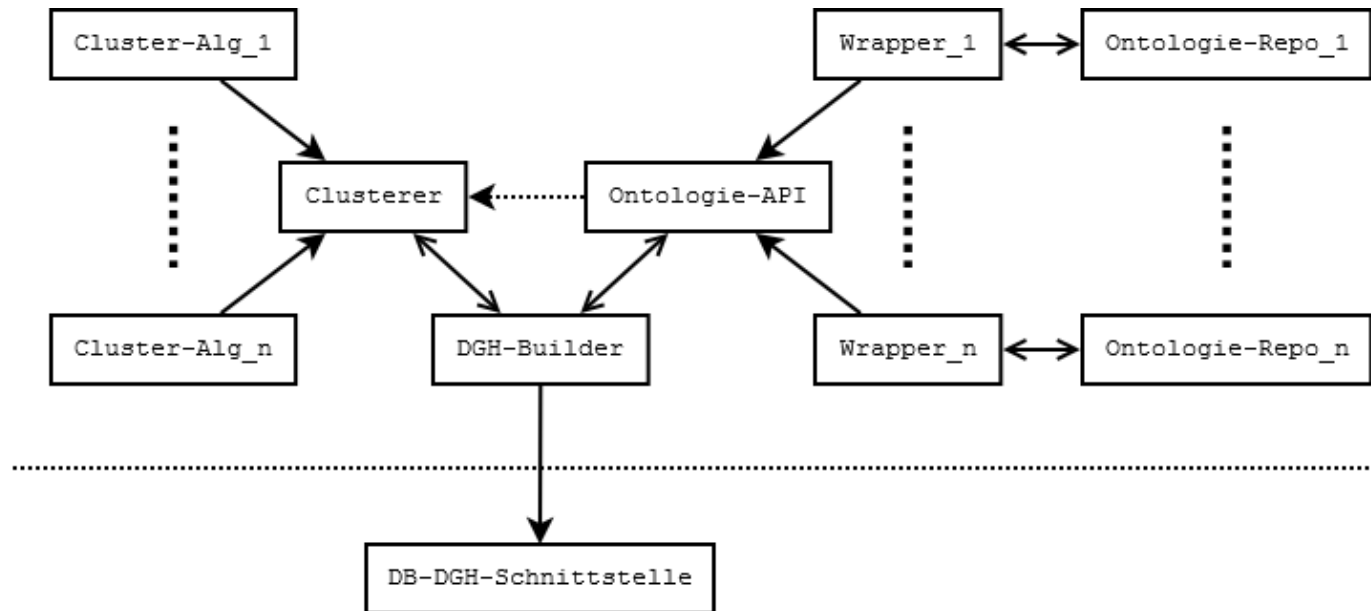 Cluster-Alg_1
Wrapper_1
Ontologie-Repo_1
Clusterer
Ontologie-API
Cluster-Alg_n
DGH-Builder
Wrapper_n
Ontologie-Repo_n
DB-DGH-Schnittstelle